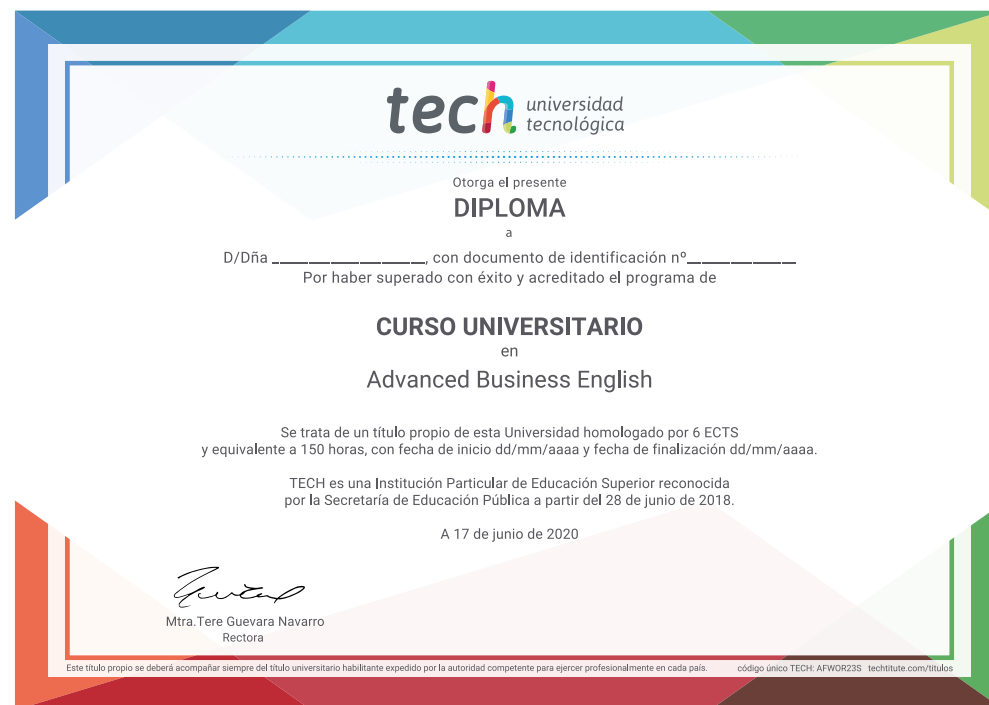 tech universidad
tecnológica
Otorga el presente
DIPLOMA
a
D/Dña ____________________, con documento de identificación nº______________
Por haber superado con éxito y acreditado el programa de
CURSO UNIVERSITARIO
en
Advanced Business English
Se trata de un título propio de esta Universidad homologado por 6 ECTS
y equivalente a 150 horas, con fecha de inicio dd/mm/aaaa y fecha de finalización dd/mm/aaaa.
TECH es una Institución Particular de Educación Superior reconocida
por la Secretaría de Educación Pública a partir del 28 de junio de 2018.
A 17 de junio de 2020
Mtra.Tere Guevara Navarro
Rectora
Este título propio se deberá acompañar siempre del título universitario habilitante expedido por la autoridad competente para ejercer profesionalmente en cada país. código único TECH: AFWOR23S techtitute.com/titulos